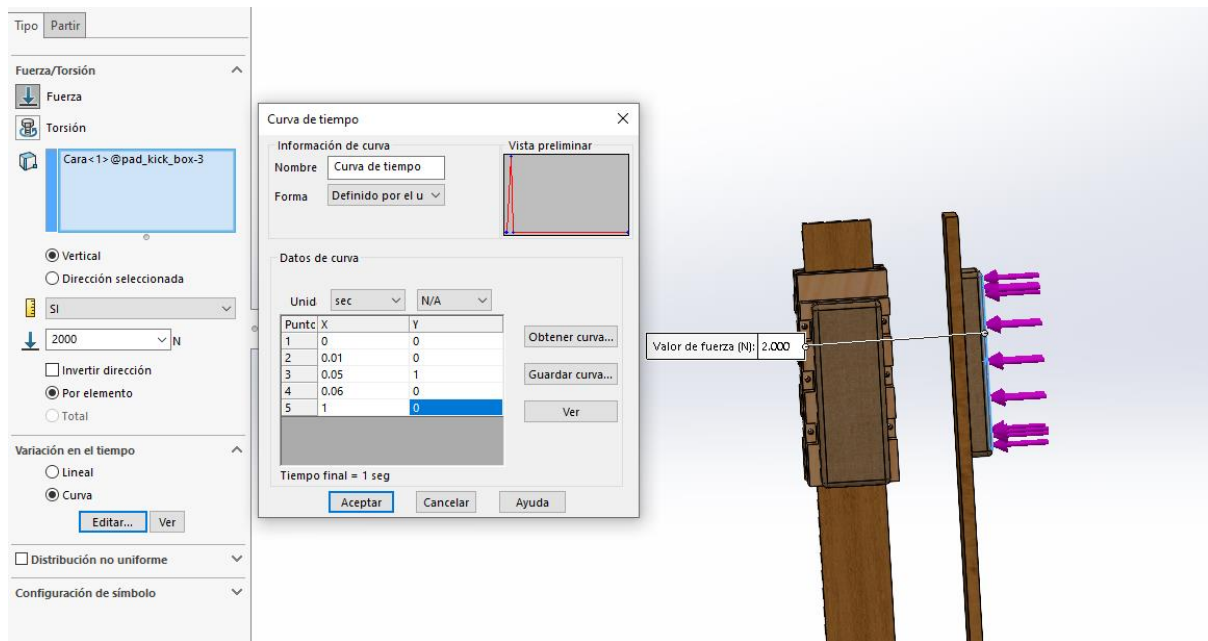 Tipo Partir
Fuerza/Torsión
Fuerza
Torsión
Cara<1>@pad_kick_box-3
Vertical
Dirección seleccionada
SI
2000 N
Invertir dirección
Por elemento
Total
Variación en el tiempo
Lineal
Curva
Editar... Ver
Distribución no uniforme
Configuración de símbolo
Curva de tiempo
Información de curva
Nombre Curva de tiempo
Forma Definido por el u
Vista preliminar
Datos de curva
Unid sec N/A
Puntc X Y
1 0 0
2 0.01 0
3 0.05 1
4 0.06 0
5 1 0
Obtener curva...
Guardar curva...
Ver
Tiempo final = 1 seg
Aceptar Cancelar Ayuda
Valor de fuerza (N): 2.000